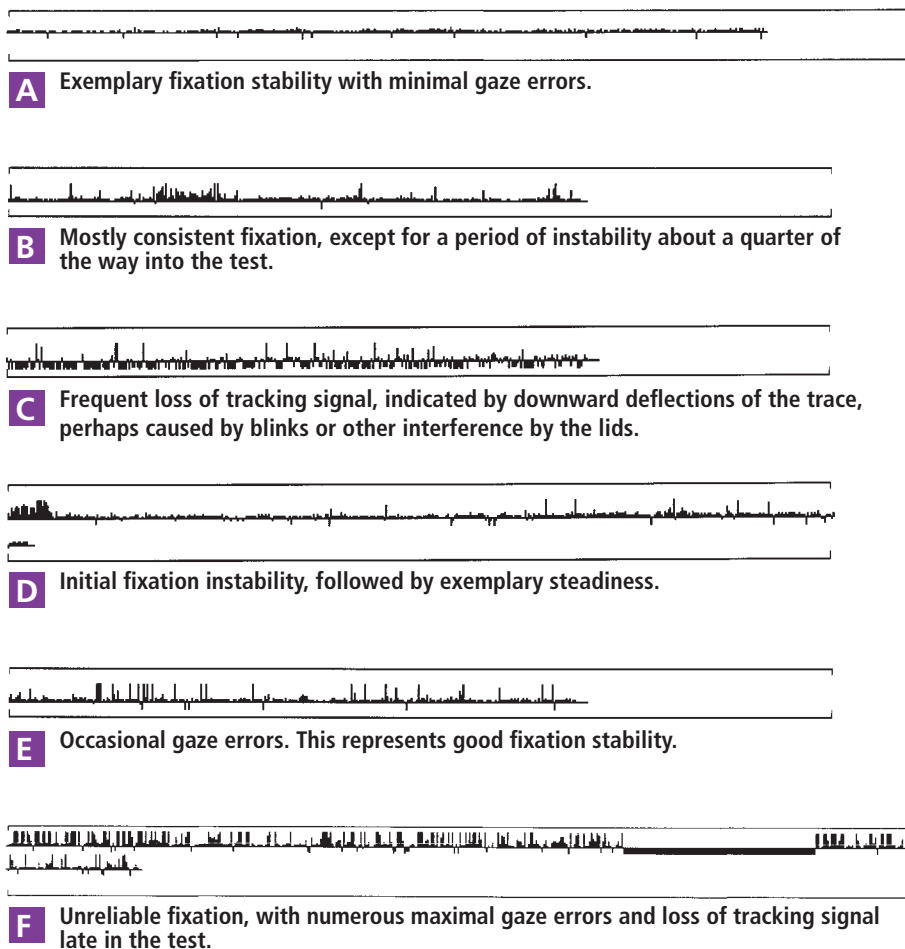 A Exemplary fixation stability with minimal gaze errors.
B Mostly consistent fixation, except for a period of instability about a quarter of
the way into the test.
C Frequent loss of tracking signal, indicated by downward deflections of the trace,
perhaps caused by blinks or other interference by the lids.
D Initial fixation instability, followed by exemplary steadiness.
E Occasional gaze errors. This represents good fixation stability.
F Unreliable fixation, with numerous maximal gaze errors and loss of tracking signal
late in the test.